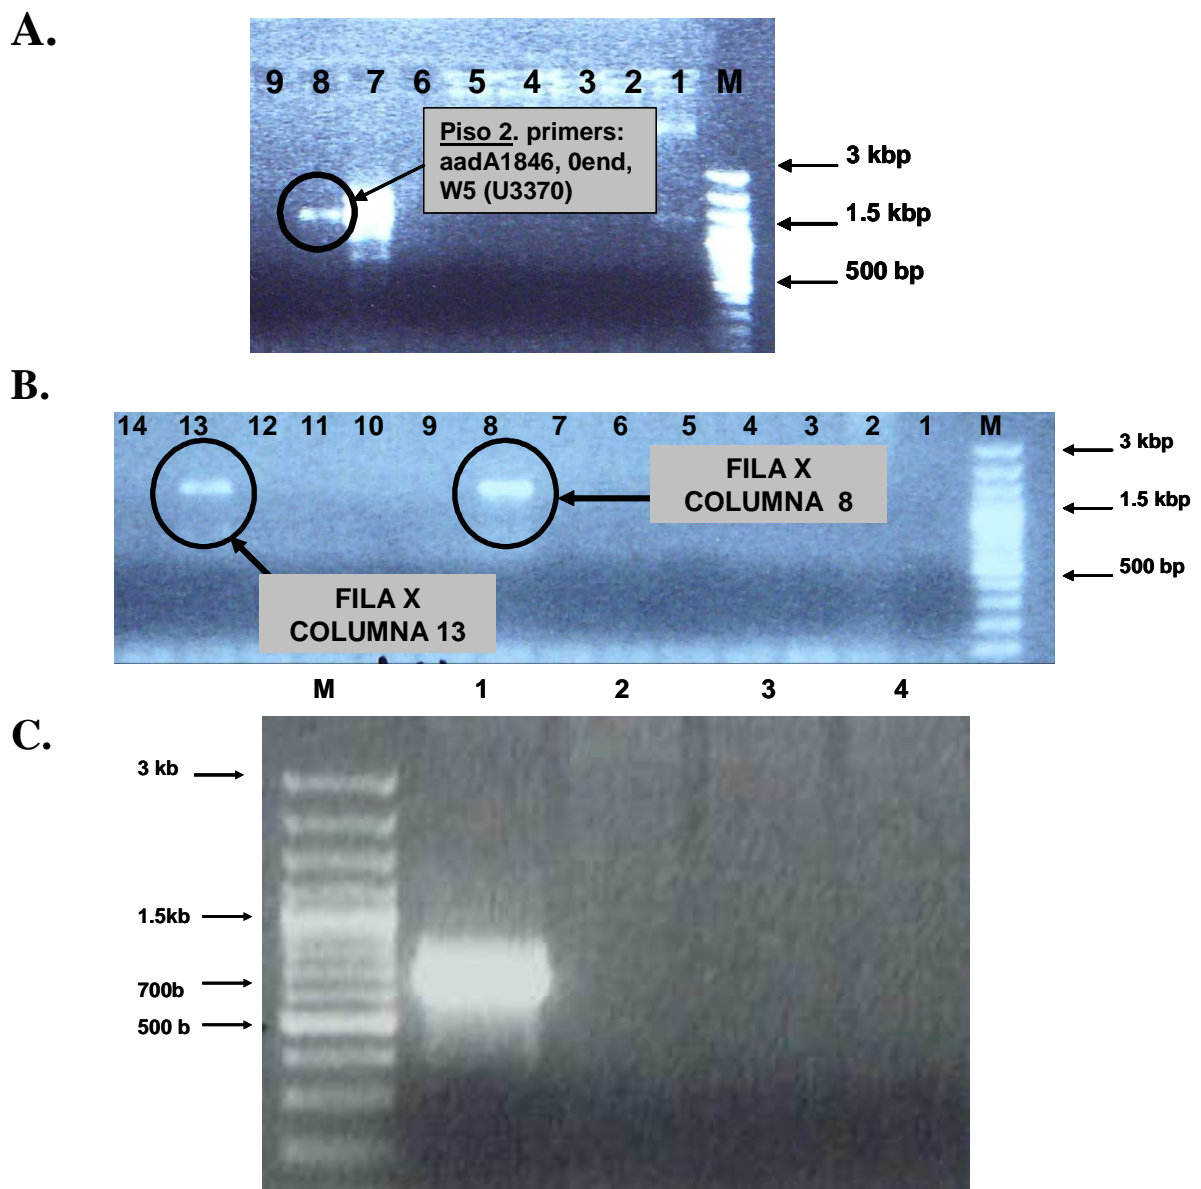 A.
9 8 7 6 5 4 3 2 1 M
Piso 2. primers:
aadA1846, 0end,
W5 (U3370)
3 kbp
1.5 kbp
500 bp
B.
14 13 12 11 10 9 8 7 6 5 4 3 2 1 M
FILA X
COLUMNA 8
FILA X
COLUMNA 13
3 kbp
1.5 kbp
500 bp
C.
M 1 2 3 4
3 kb
1.5kb
700b
500 b